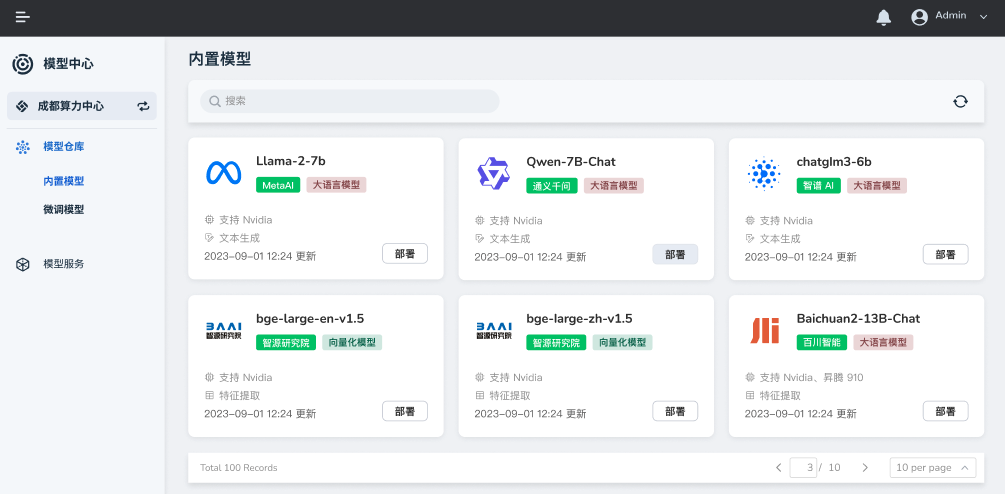 Admin
模型中心
成都算力中心
模型仓库
内置模型
微调模型
模型服务
内置模型
搜索
Llama-2-7b
MetaAI 大语言模型
支持 Nvidia
文本生成
2023-09-01 12:24 更新 部署
Qwen-7B-Chat
通义千问 大语言模型
支持 Nvidia
文本生成
2023-09-01 12:24 更新 部署
chatglm3-6b
智谱 AI 大语言模型
支持 Nvidia
文本生成
2023-09-01 12:24 更新 部署
BAAI
智源研究院
bge-large-en-v1.5
智源研究院 向量化模型
支持 Nvidia
特征提取
2023-09-01 12:24 更新 部署
BAAI
智源研究院
bge-large-zh-v1.5
智源研究院 向量化模型
支持 Nvidia
特征提取
2023-09-01 12:24 更新 部署
Baichuan2-13B-Chat
百川智能 大语言模型
支持 Nvidia、昇腾 910
特征提取
2023-09-01 12:24 更新 部署
Total 100 Records 3 / 10 10 per page